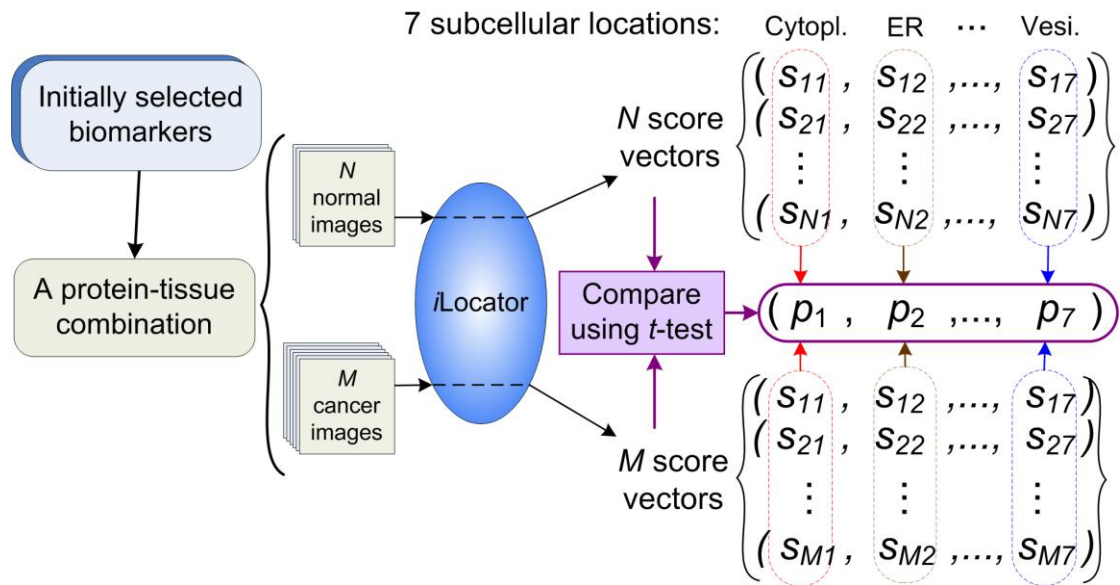 7 subcellular locations:
Cytopl. ER ... Vesi.
Initially selected
biomarkers
A protein-tissue
combination
N
normal
images
M
cancer
images
iLocator
N score
vectors
Compare
using t-test
M score
vectors
( s11 , s12 ,..., s17 )
( s21 , s22 ,..., s27 )
⋮ ⋮ ⋮
( sN1 , sN2 ,..., sN7 )
( p1 , p2 ,..., p7 )
( s11 , s12 ,..., s17 )
( s21 , s22 ,..., s27 )
⋮ ⋮ ⋮
( sM1 , sM2 ,..., sM7 )